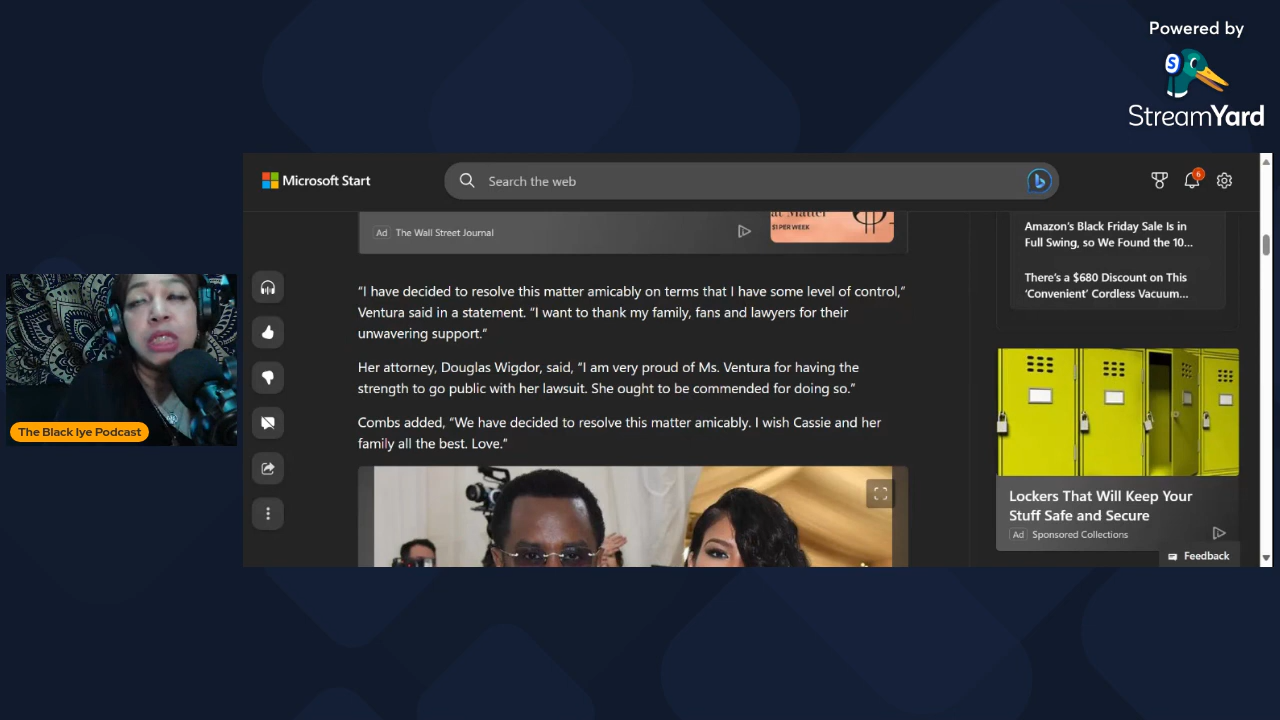 Powered by
S
StreamYard
Microsoft Start
Search the web
6
at Matter
$1 PER WEEK
Ad The Wall Street Journal
Amazon's Black Friday Sale Is in
Full Swing, so We Found the 10...
There's a $680 Discount on This
‘Convenient’ Cordless Vacuum...
“I have decided to resolve this matter amicably on terms that I have some level of control,”
Ventura said in a statement. “I want to thank my family, fans and lawyers for their
unwavering support.”
Her attorney, Douglas Wigdor, said, “I am very proud of Ms. Ventura for having the
strength to go public with her lawsuit. She ought to be commended for doing so.”
Combs added, “We have decided to resolve this matter amicably. I wish Cassie and her
family all the best. Love.”
The Black Iye Podcast
Lockers That Will Keep Your
Stuff Safe and Secure
Ad Sponsored Collections
Feedback